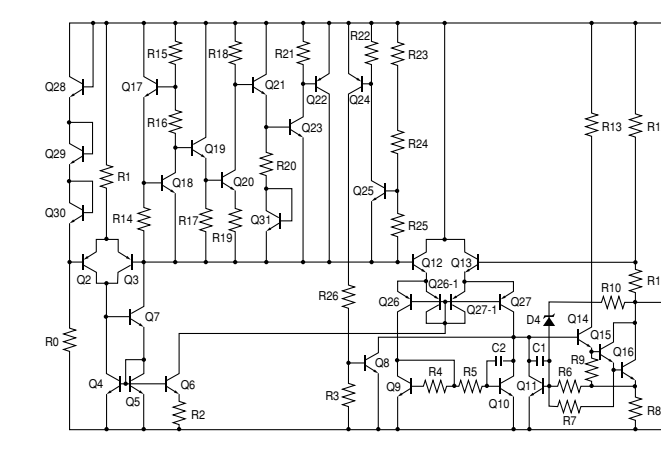 R22
R15 R18 R21 R23
Q28 Q17 Q21 Q22 Q24
R16 R13 R1
Q23
Q29 Q19 R24
R1 R20
Q18 Q20 Q25
Q30 R14 R17 R19 Q31 R25
Q2 Q3 Q12 Q13
Q26-1 R1
R26 Q26 Q27 R10
Q7 Q27-1 D4 Q14
R0 Q15
C2 C1 Q16
Q8 R9
Q4 Q5 Q6 Q9 R4 R5 Q11 R6
R3 Q10
R2 R7 R8